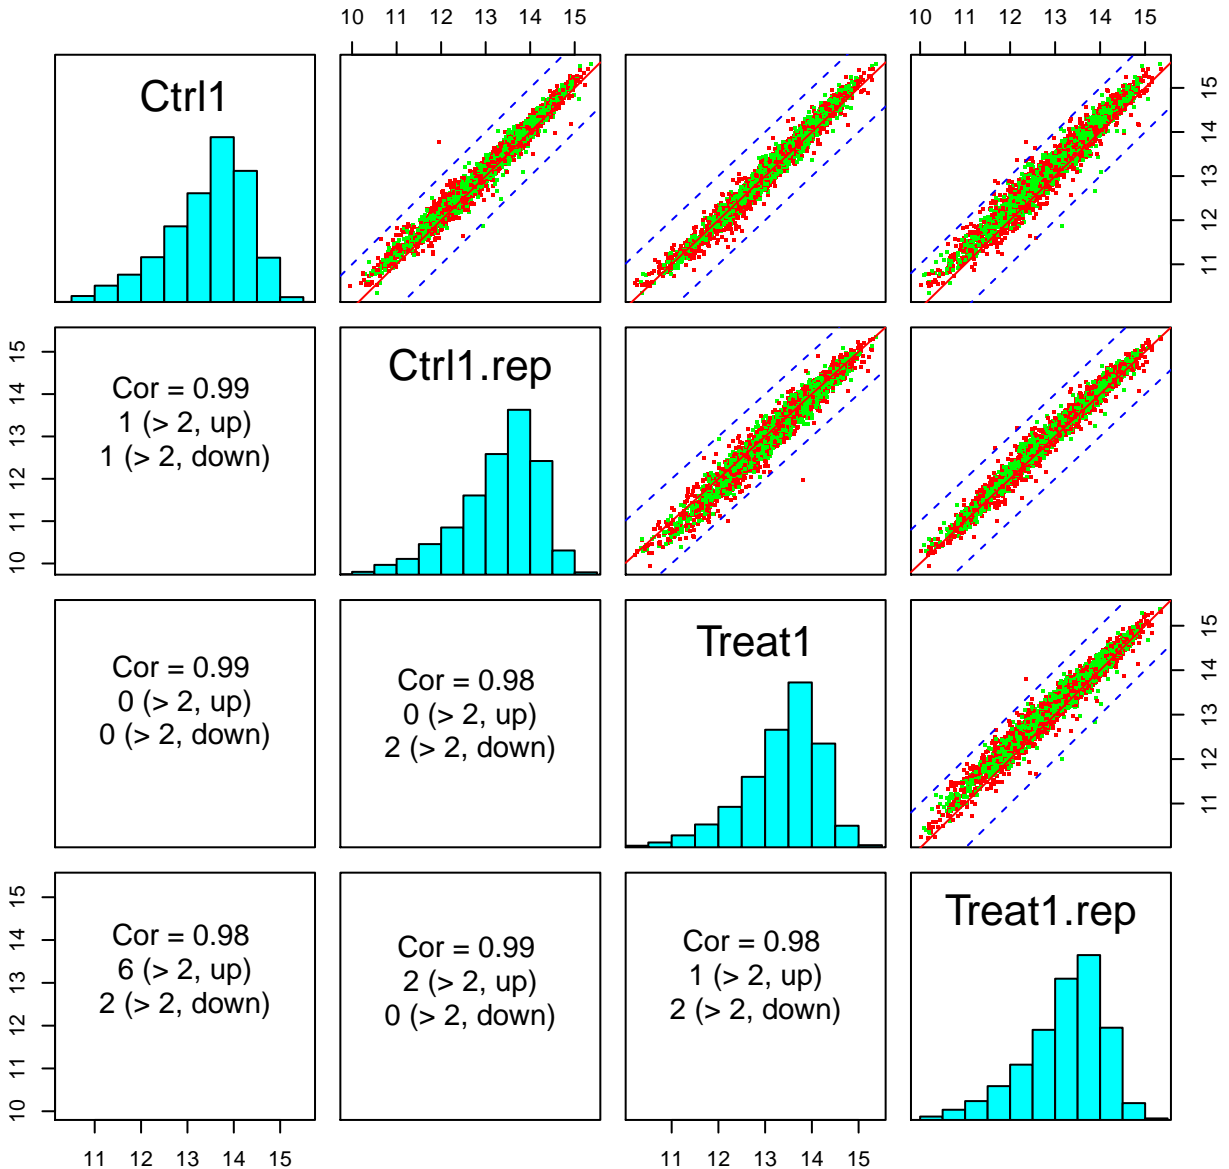 10 11 12 13 14 15 10 11 12 13 14 15
Ctrl1
15
14
13
12
11
15
14
13
12
11
10
Cor = 0.99
1 (> 2, up)
1 (> 2, down)
Ctrl1.rep
Cor = 0.99
0 (> 2, up)
0 (> 2, down)
Cor = 0.98
0 (> 2, up)
2 (> 2, down)
Treat1
15
14
13
12
11
15
14
13
12
11
10
Cor = 0.98
6 (> 2, up)
2 (> 2, down)
Cor = 0.99
2 (> 2, up)
0 (> 2, down)
Cor = 0.98
1 (> 2, up)
2 (> 2, down)
Treat1.rep
11 12 13 14 15 11 12 13 14 15